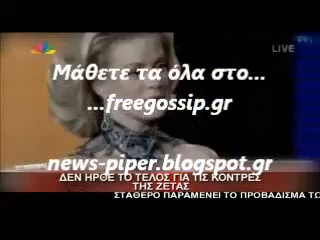 LIVE
Μάθετε τα όλα στο...
...freegossip.gr
news-piper.blogspot.gr
ΔΕΝ ΗΡΘΕ ΤΟ ΤΕΛΟΣ ΓΙΑ ΤΙΣ ΚΟΝΤΡΕΣ
ΤΗΣ ΖΕΤΑΣ
ΣΤΑΘΕΡΟ ΠΑΡΑΜΕΝΕΙ ΤΟ ΠΡΟΒΑΔΙΣΜΑ ΤΩ